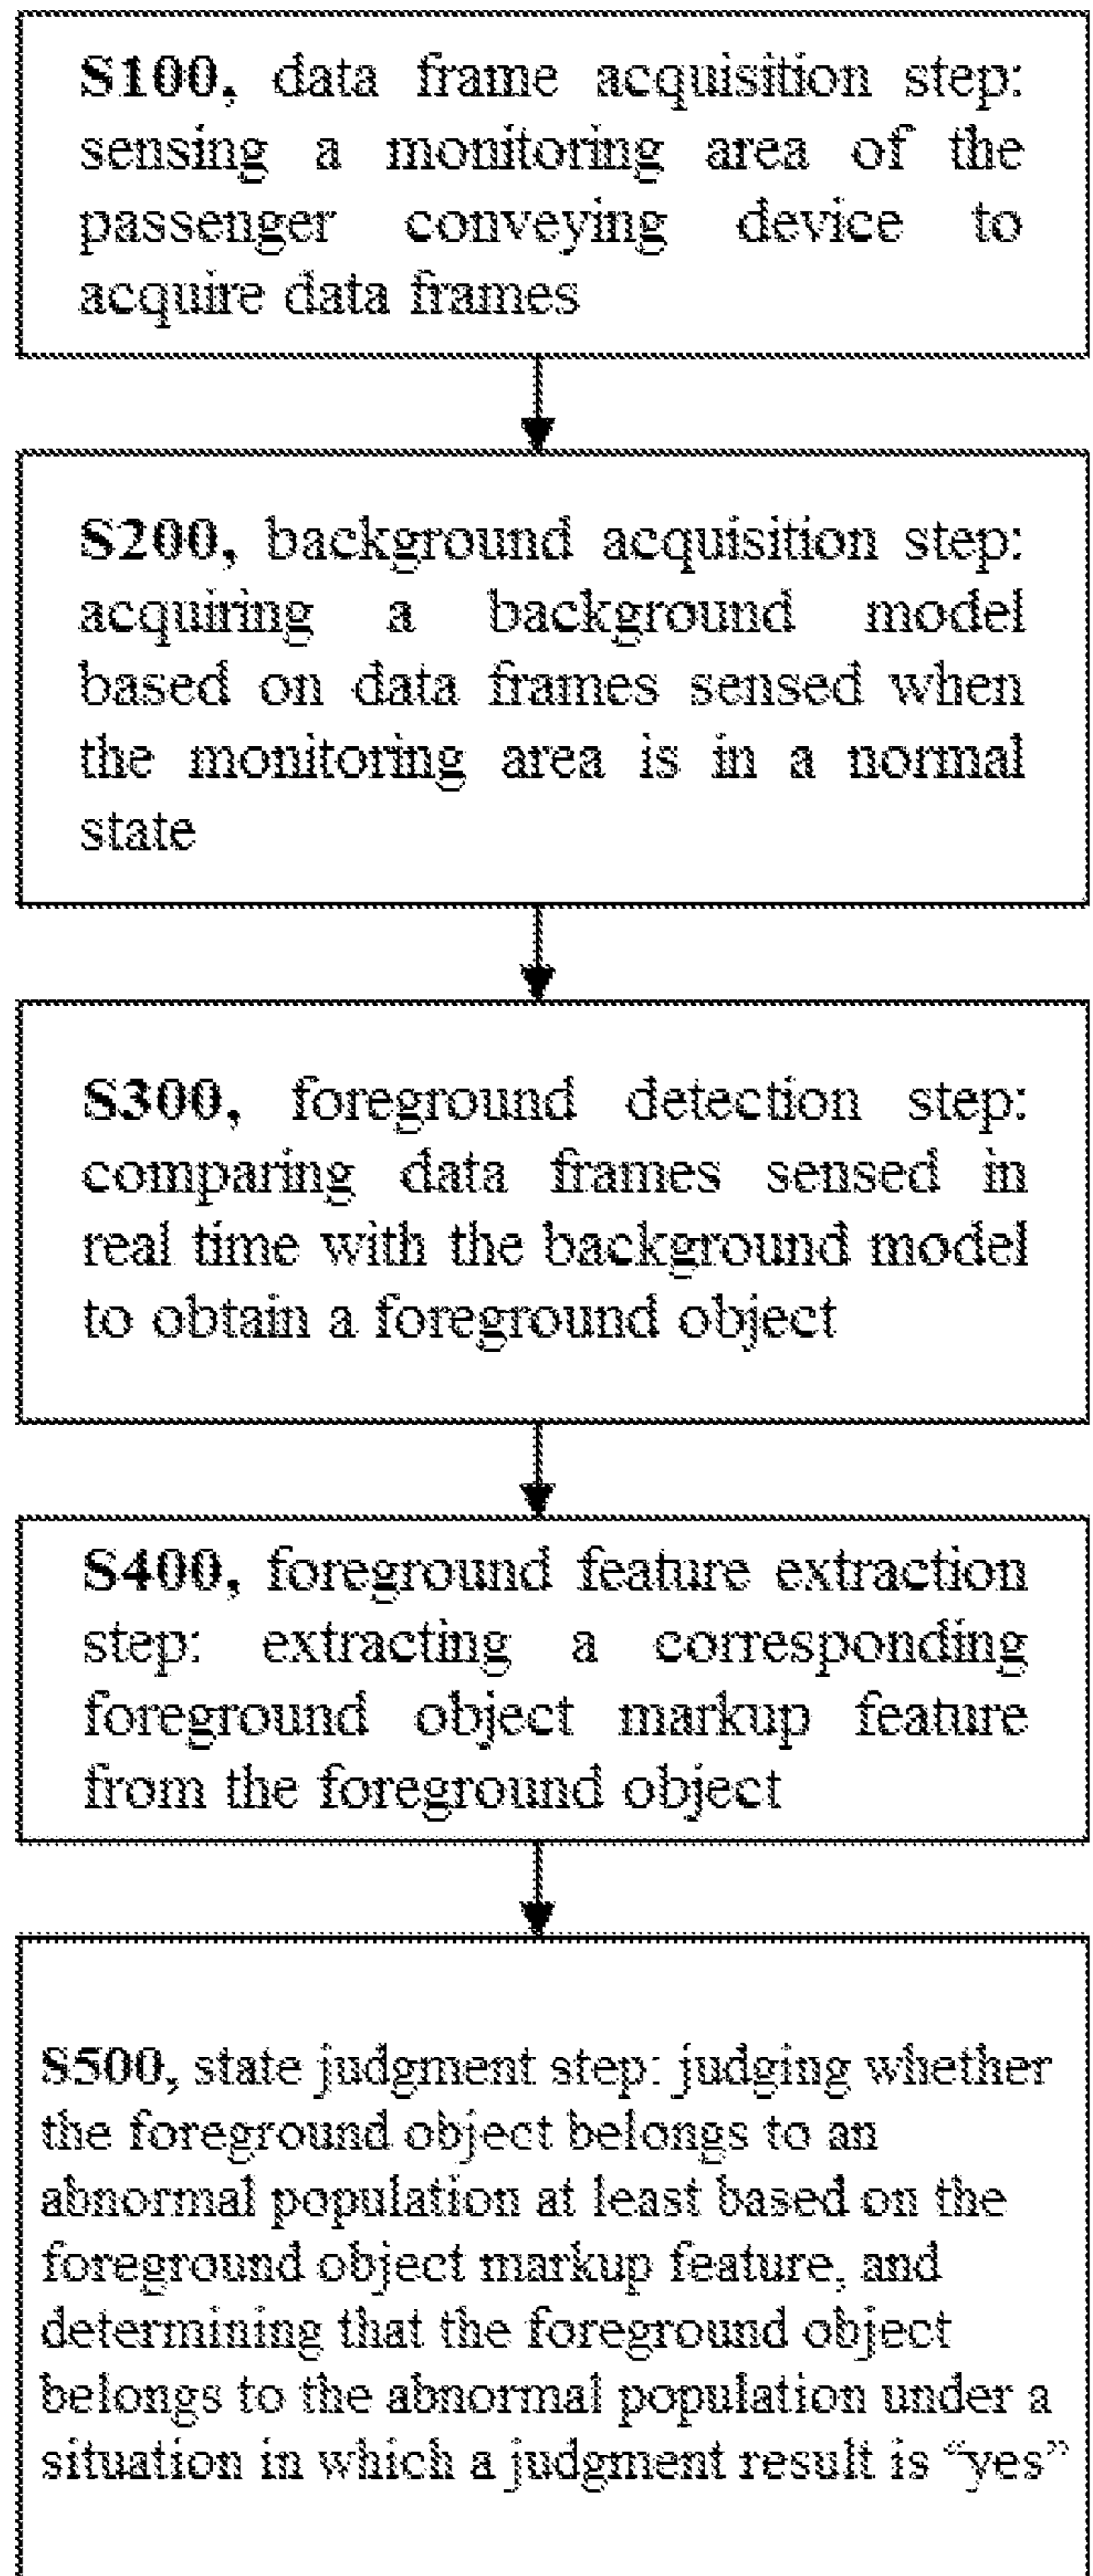 S100, data frame acquisition step:
sensing a monitoring area of the
passenger conveying device to
acquire data frames
S200, background acquisition step:
acquiring a background model
based on data frames sensed when
the monitoring area is in a normal
state
S300, foreground detection step:
comparing data frames sensed in
real time with the background model
to obtain a foreground object
S400, foreground feature extraction
step: extracting a corresponding
foreground object markup feature
from the foreground object
S500, state judgment step: judging whether
the foreground object belongs to an
abnormal population at least based on the
foreground object markup feature, and
determining that the foreground object
belongs to the abnormal population under a
situation in which a judgment result is “yes”